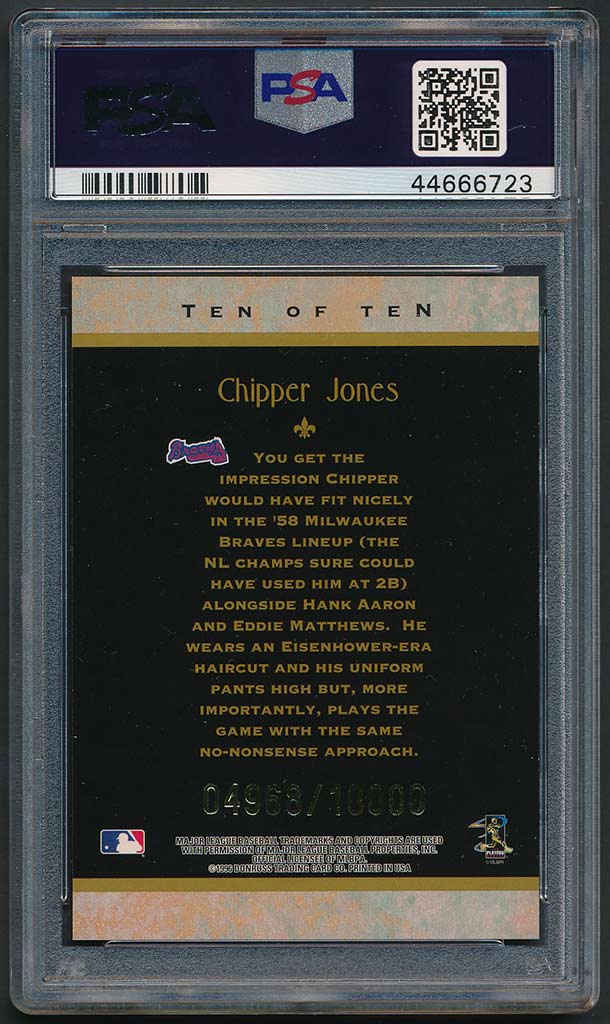 PSA
PSA
44666723
TEN OF TEN
Chipper Jones
Braves
YOU GET THE
IMPRESSION CHIPPER
WOULD HAVE FIT NICELY
IN THE '58 MILWAUKEE
BRAVES LINEUP (THE
NL CHAMPS SURE COULD
HAVE USED HIM AT 2B)
ALONGSIDE HANK AARON
AND EDDIE MATTHEWS. HE
WEARS AN EISENHOWER-ERA
HAIRCUT AND HIS UNIFORM
PANTS HIGH BUT, MORE
IMPORTANTLY, PLAYS THE
GAME WITH THE SAME
NO-NONSENSE APPROACH.
04968/10000
MAJOR LEAGUE BASEBALL TRADEMARKS AND COPYRIGHTS ARE USED
WITH PERMISSION OF MAJOR LEAGUE BASEBALL PROPERTIES, INC.
OFFICIAL LICENSEE OF MLBPA.
©1996 DONRUSS TRADING CARD CO. PRINTED IN USA
PLAYERS
©MLBPA